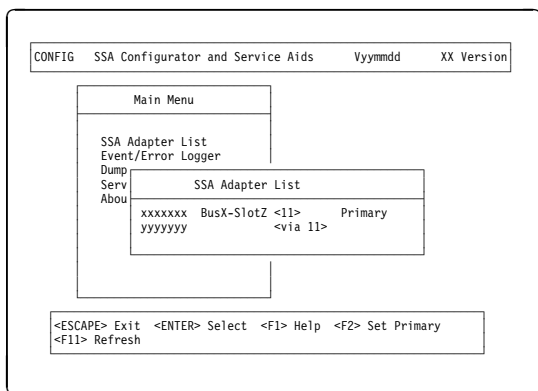 CONFIG SSA Configurator and Service Aids Vyymmdd XX Version
Main Menu
SSA Adapter List
Event/Error Logger
Dump
Serv
Abou
SSA Adapter List
xxxxxxx BusX-SlotZ <11> Primary
yyyyyyy <via 11>
<ESCAPE> Exit <ENTER> Select <F1> Help <F2> Set Primary
<F11> Refresh